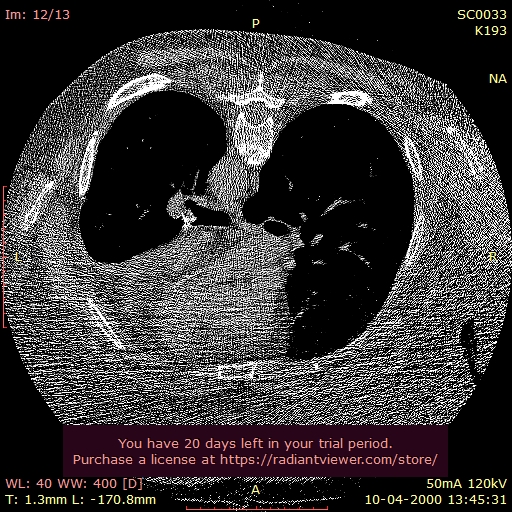 Im: 12/13
P
SC0033
K193
NA
L
R
You have 20 days left in your trial period.
Purchase a license at https://radiantviewer.com/store/
WL: 40 WW: 400 [D]
T: 1.3mm L: -170.8mm
A
50mA 120kV
10-04-2000 13:45:31